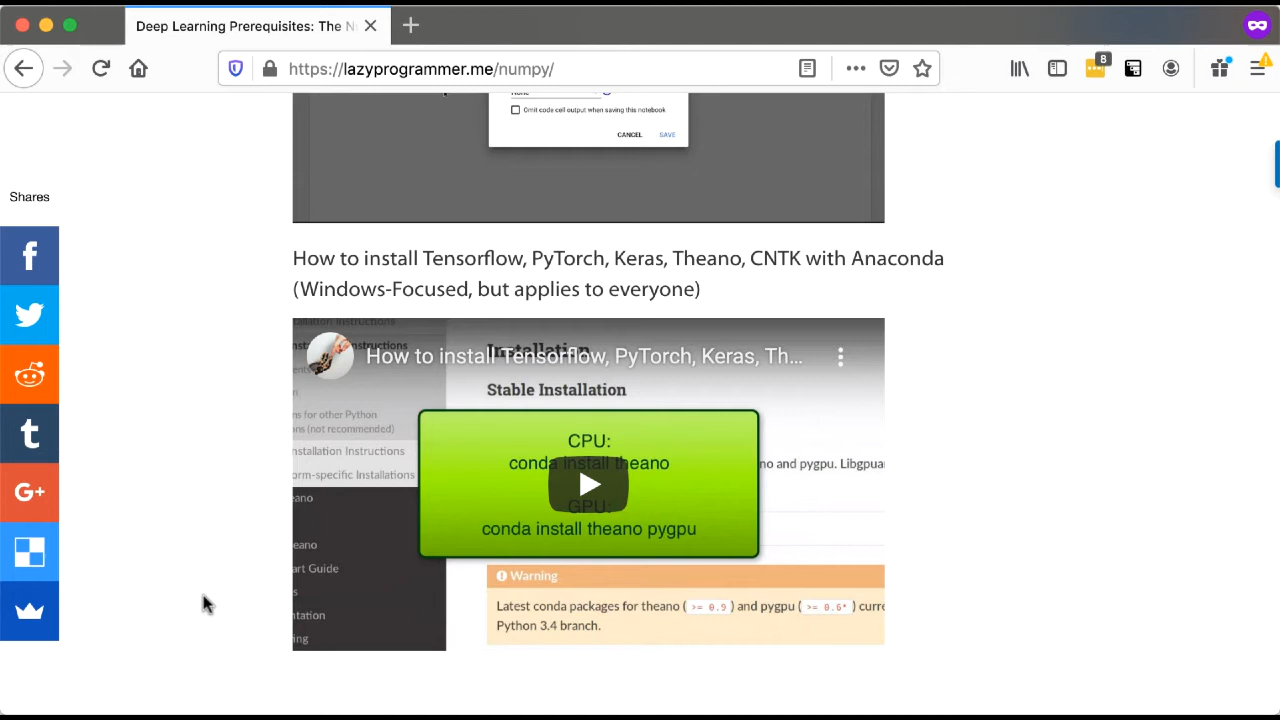 Deep Learning Prerequisites: The N
https://lazyprogrammer.me/numpy/
8
Omit code cell output when saving this notebook
CANCEL SAVE
Shares
How to install Tensorflow, PyTorch, Keras, Theano, CNTK with Anaconda
(Windows-Focused, but applies to everyone)
How to install Tensorflow, PyTorch, Keras, Th...
Installation
Stable Installation
ns for other Python
ons (not recommended)
nstallation Instructions
orm-specific Installations
CPU:
conda install theano
no and pygpu. Libgpuar
GPU:
conda install theano pygpu
eano
heano
art Guide
ntation
ing
Warning
Latest conda packages for theano ( >= 0.9 ) and pygpu ( >= 0.6* ) curre
Python 3.4 branch.
f
t
G+